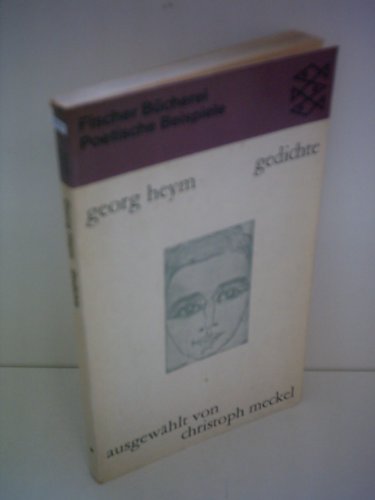 Fischer Bücherei
Poetische Beispiele
georg heym
gedichte
ausgewählt von
christoph meckel